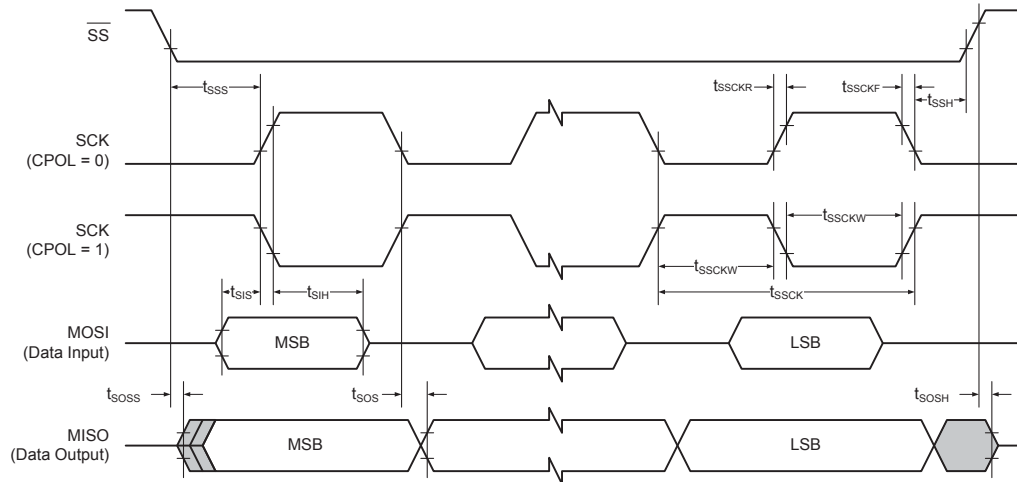 SS
tSSS
tSSCKR
tSSCKF
tSSH
SCK
(CPOL = 0)
SCK
(CPOL = 1)
tSSCKW
tSSCKW
tSSCK
tSIS
tSIH
MOSI
(Data Input)
MSB
LSB
tSOSS
tSOS
tSOSH
MISO
(Data Output)
MSB
LSB